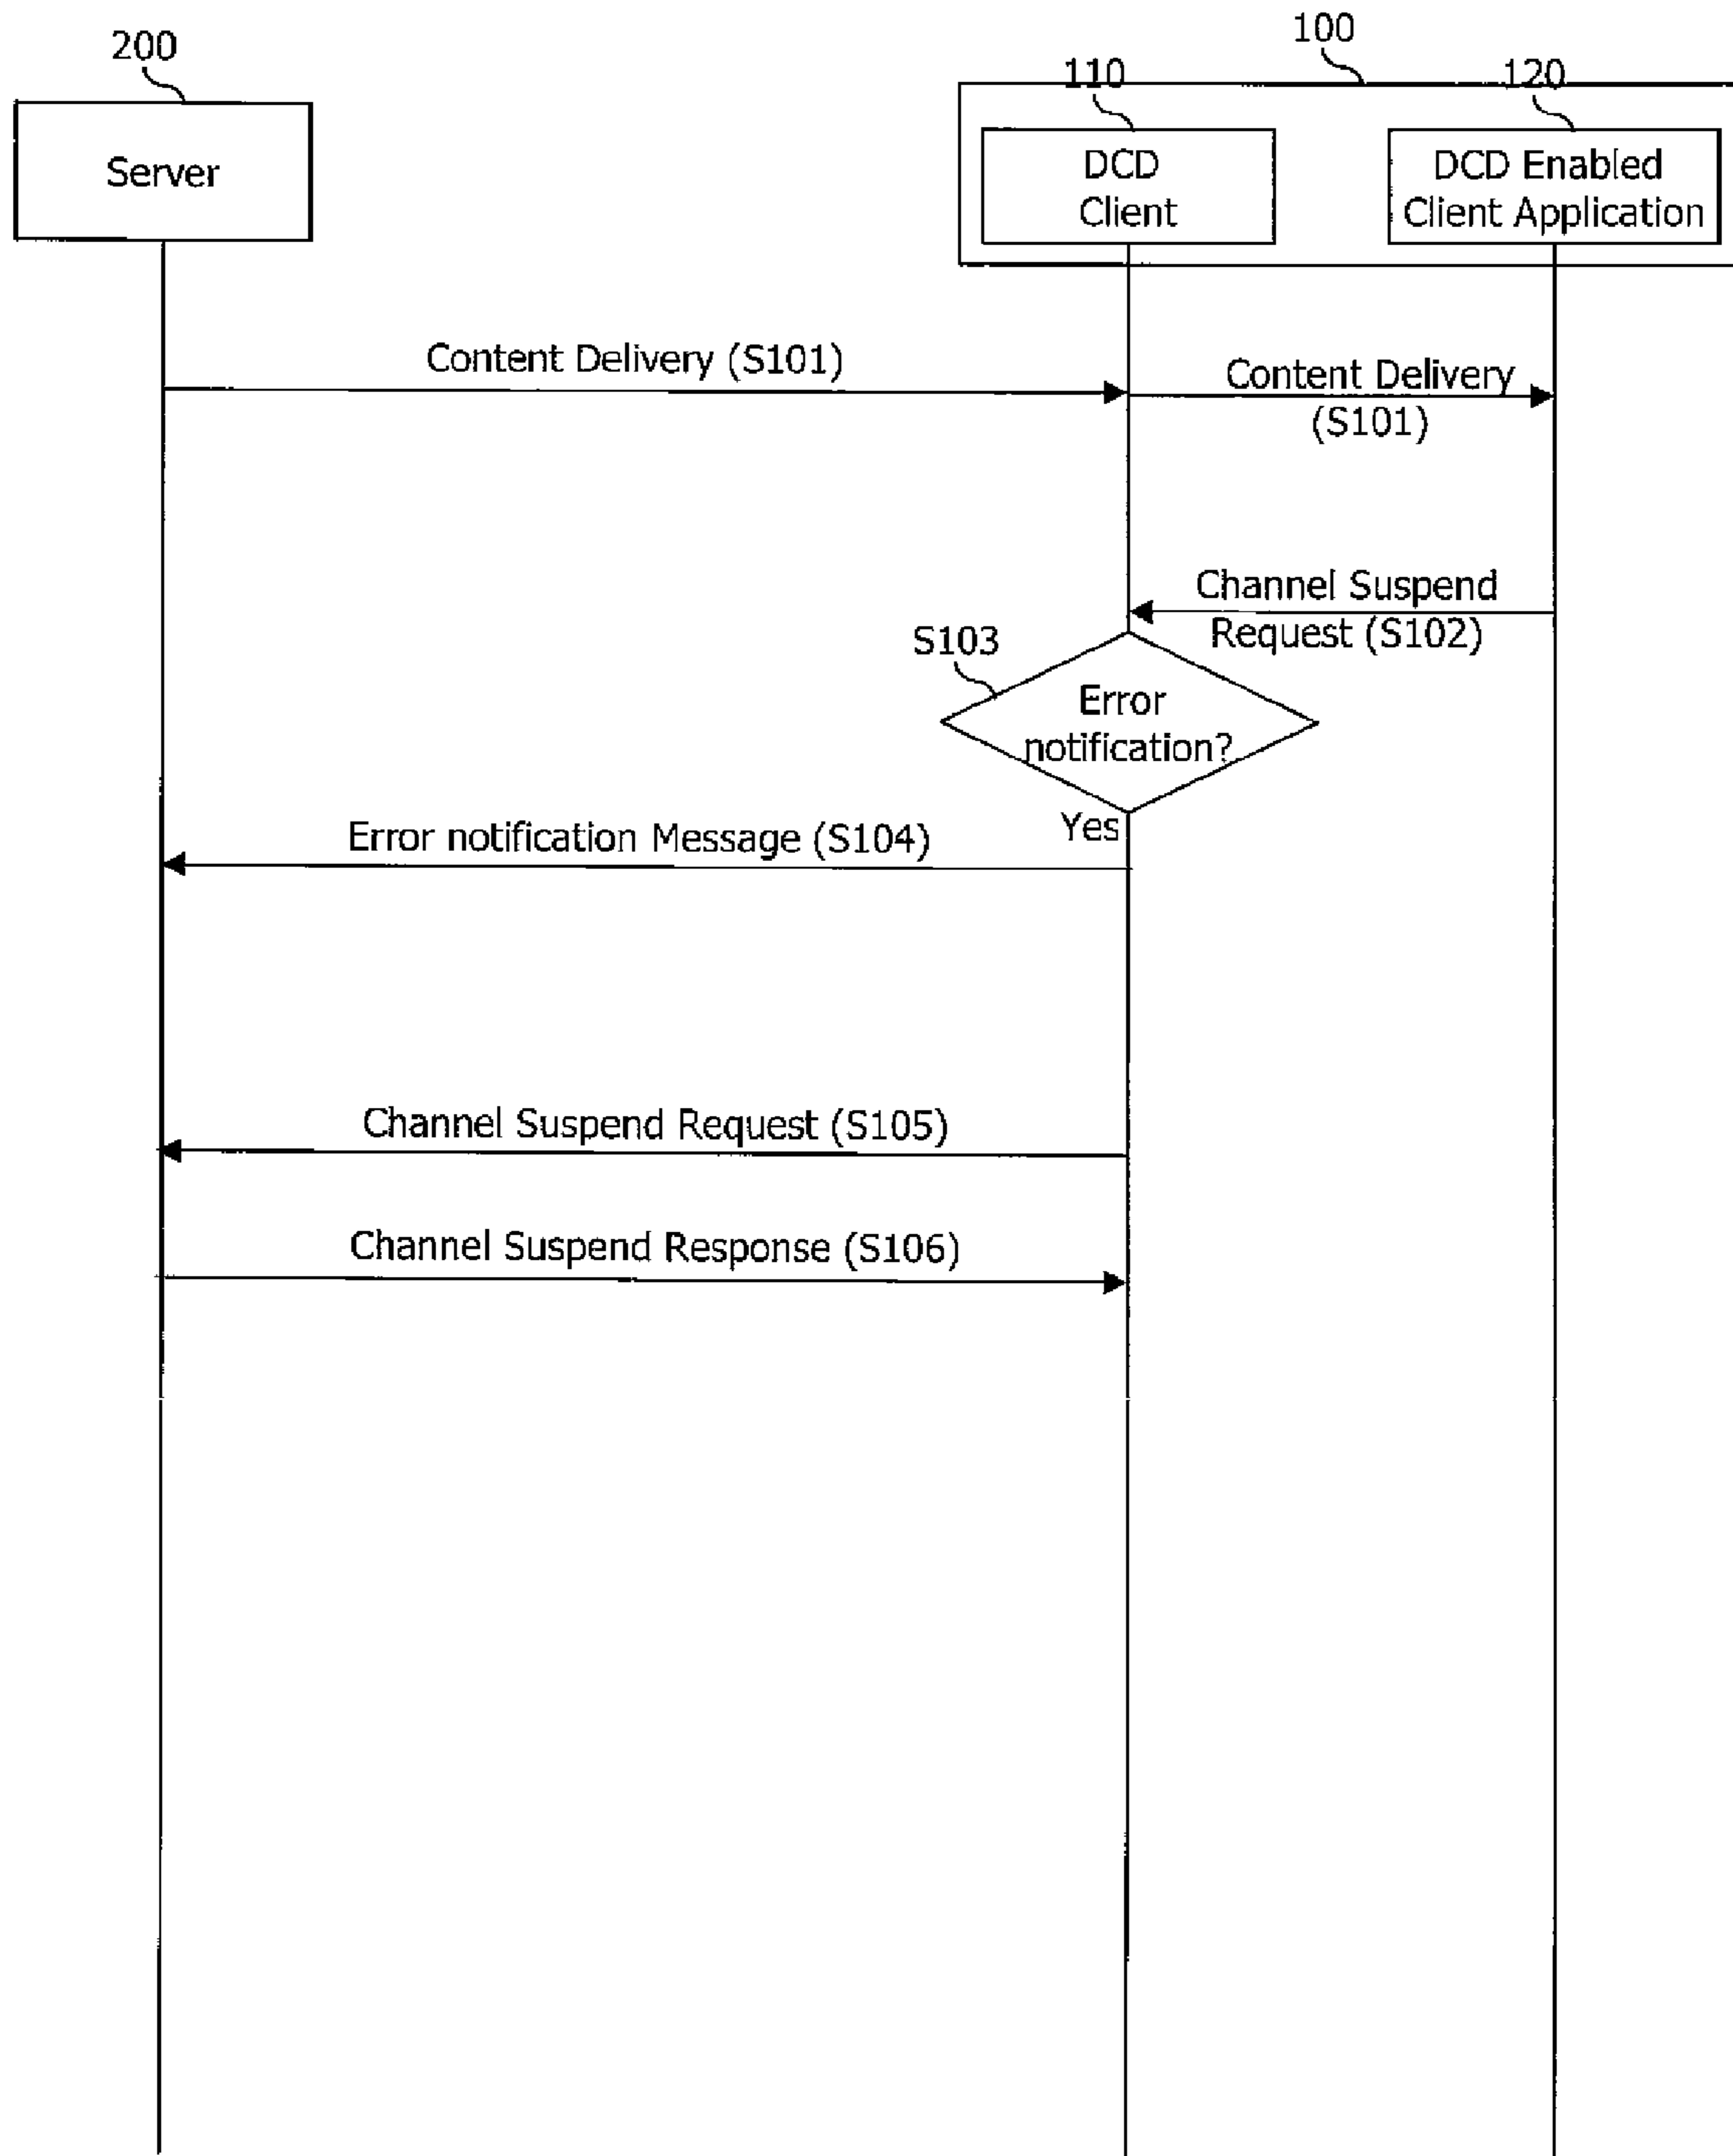 200
100
110
120
Server
DCD
Client
DCD Enabled
Client Application
Content Delivery (S101)
Content Delivery
(S101)
Channel Suspend
Request (S102)
S103
Error
notification?
Yes
Error notification Message (S104)
Channel Suspend Request (S105)
Channel Suspend Response (S106)